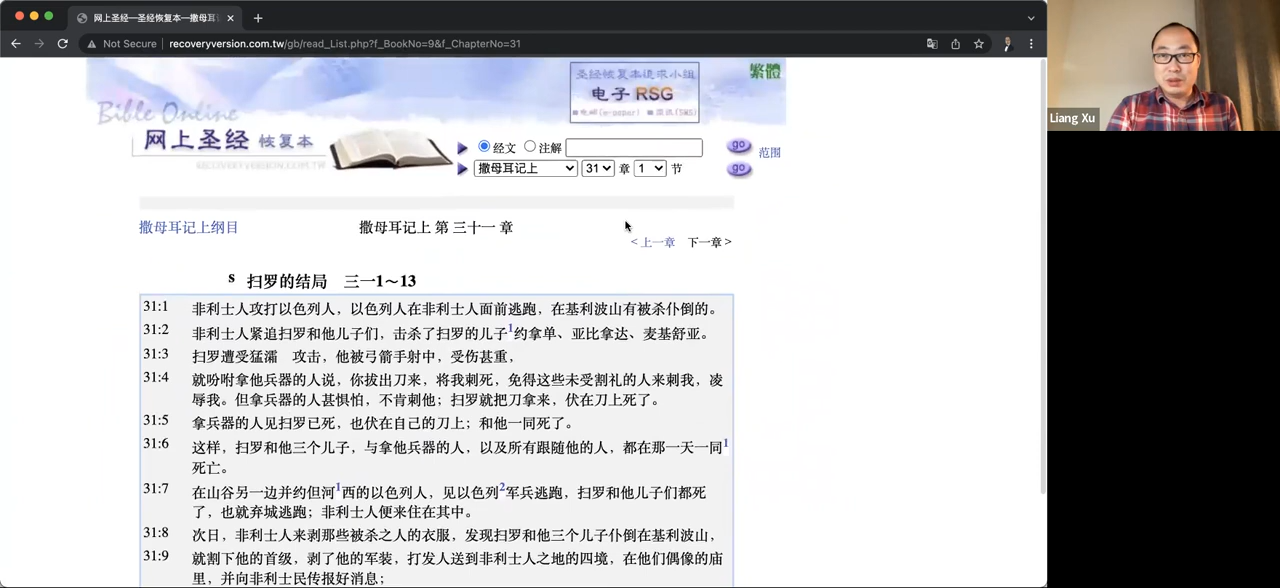 网上圣经—圣经恢复本—撒母耳
Not Secure | recoveryversion.com.tw/gb/read_List.php?f_BookNo=9&f_ChapterNo=31
圣经恢复本追求小组
电子 RSG
■电邮(e-paper) ■简讯(SMS)
繁體
Bible Online
网上圣经 恢复本
RECOVERYVERSION.COM.TW
经文 注解 go 范围
撒母耳记上 31 章 1 节 go
撒母耳记上纲目 撒母耳记上 第 三十一 章
< 上一章 下一章 >
s 扫罗的结局 三一1～13
31:1 非利士人攻打以色列人，以色列人在非利士人面前逃跑，在基利波山有被杀仆倒的。
31:2 非利士人紧追扫罗和他儿子们，击杀了扫罗的儿子1约拿单、亚比拿达、麦基舒亚。
31:3 扫罗遭受猛濡 攻击，他被弓箭手射中，受伤甚重，
31:4 就吩咐拿他兵器的人说，你拔出刀来，将我刺死，免得这些未受割礼的人来刺我，凌
辱我。但拿兵器的人甚惧怕，不肯刺他；扫罗就把刀拿来，伏在刀上死了。
31:5 拿兵器的人见扫罗已死，也伏在自己的刀上；和他一同死了。
31:6 这样，扫罗和他三个儿子，与拿他兵器的人，以及所有跟随他的人，都在那一天一同1
死亡。
31:7 在山谷另一边并约但河1西的以色列人，见以色列2军兵逃跑，扫罗和他儿子们都死
了，也就弃城逃跑；非利士人便来住在其中。
31:8 次日，非利士人来剥那些被杀之人的衣服，发现扫罗和他三个儿子仆倒在基利波山，
31:9 就割下他的首级，剥了他的军装，打发人送到非利士人之地的四境，在他们偶像的庙
里，并向非利士民传报好消息；
Liang Xu